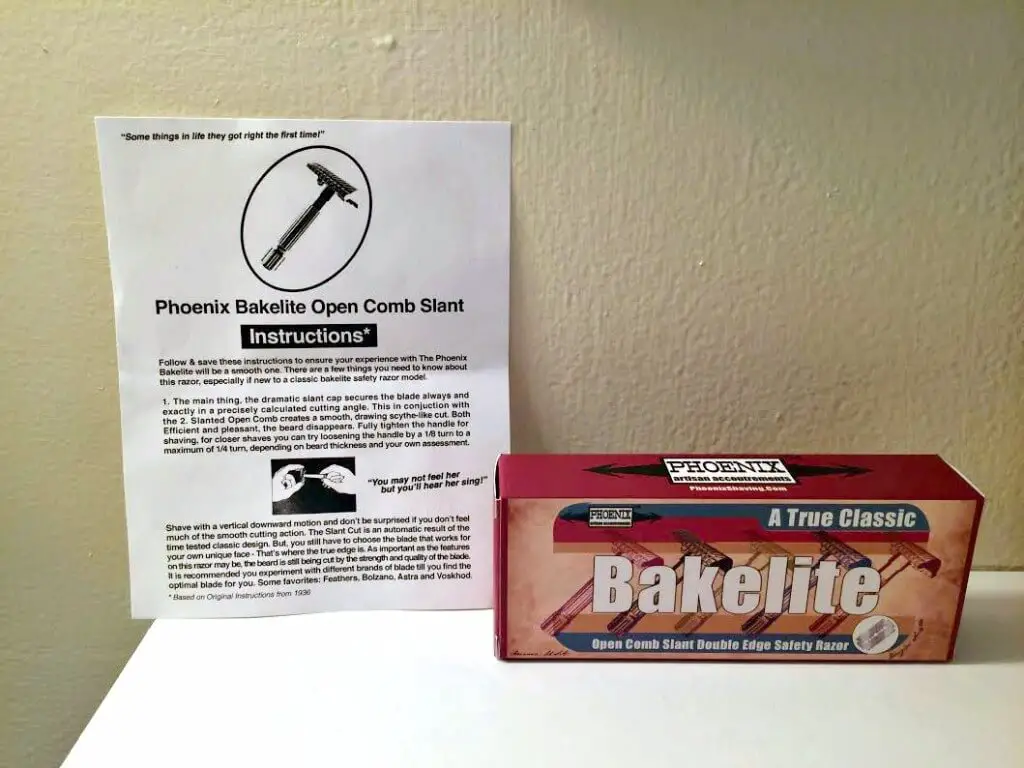 "Some things in life they got right the first time!"
Phoenix Bakelite Open Comb Slant
Instructions*
Follow & save these instructions to ensure your experience with The Phoenix
Bakelite will be a smooth one. There are a few things you need to know about
this razor, especially if new to a classic bakelite safety razor model.
1. The main thing, the dramatic slant cap secures the blade always and
exactly in a precisely calculated cutting angle. This in conjection with
the 2. Slanted Open Comb creates a smooth, drawing scythe-like cut. Both
Efficient and pleasant, the beard disappears. Fully tighten the handle for
shaving, for closer shaves you can try loosening the handle by a 1/8 turn to a
maximum of 1/4 turn, depending on beard thickness and your own assessment.
"You may not feel her
but you'll hear her sing!"
Shave with a vertical downward motion and don't be surprised if you don't feel
much of the smooth cutting action. The Slant Cut is an automatic result of the
time tested classic design. But, you still have to choose the blade that works for
your own unique face - That's where the true edge is. As important as the features
on this razor may be, the beard is still being cut by the strength and quality of the blade.
It is recommended you experiment with different brands of blade till you find the
optimal blade for you. Some favorites: Feathers, Bolzano, Astra and Voskhod.
* Based on Original Instructions from 1936
PHOENIX
artisan accoutrements
PhoenixShaving.Com
PHOENIX
artisan accoutrements
A True Classic
Bakelite
Open Comb Slant Double Edge Safety Razor